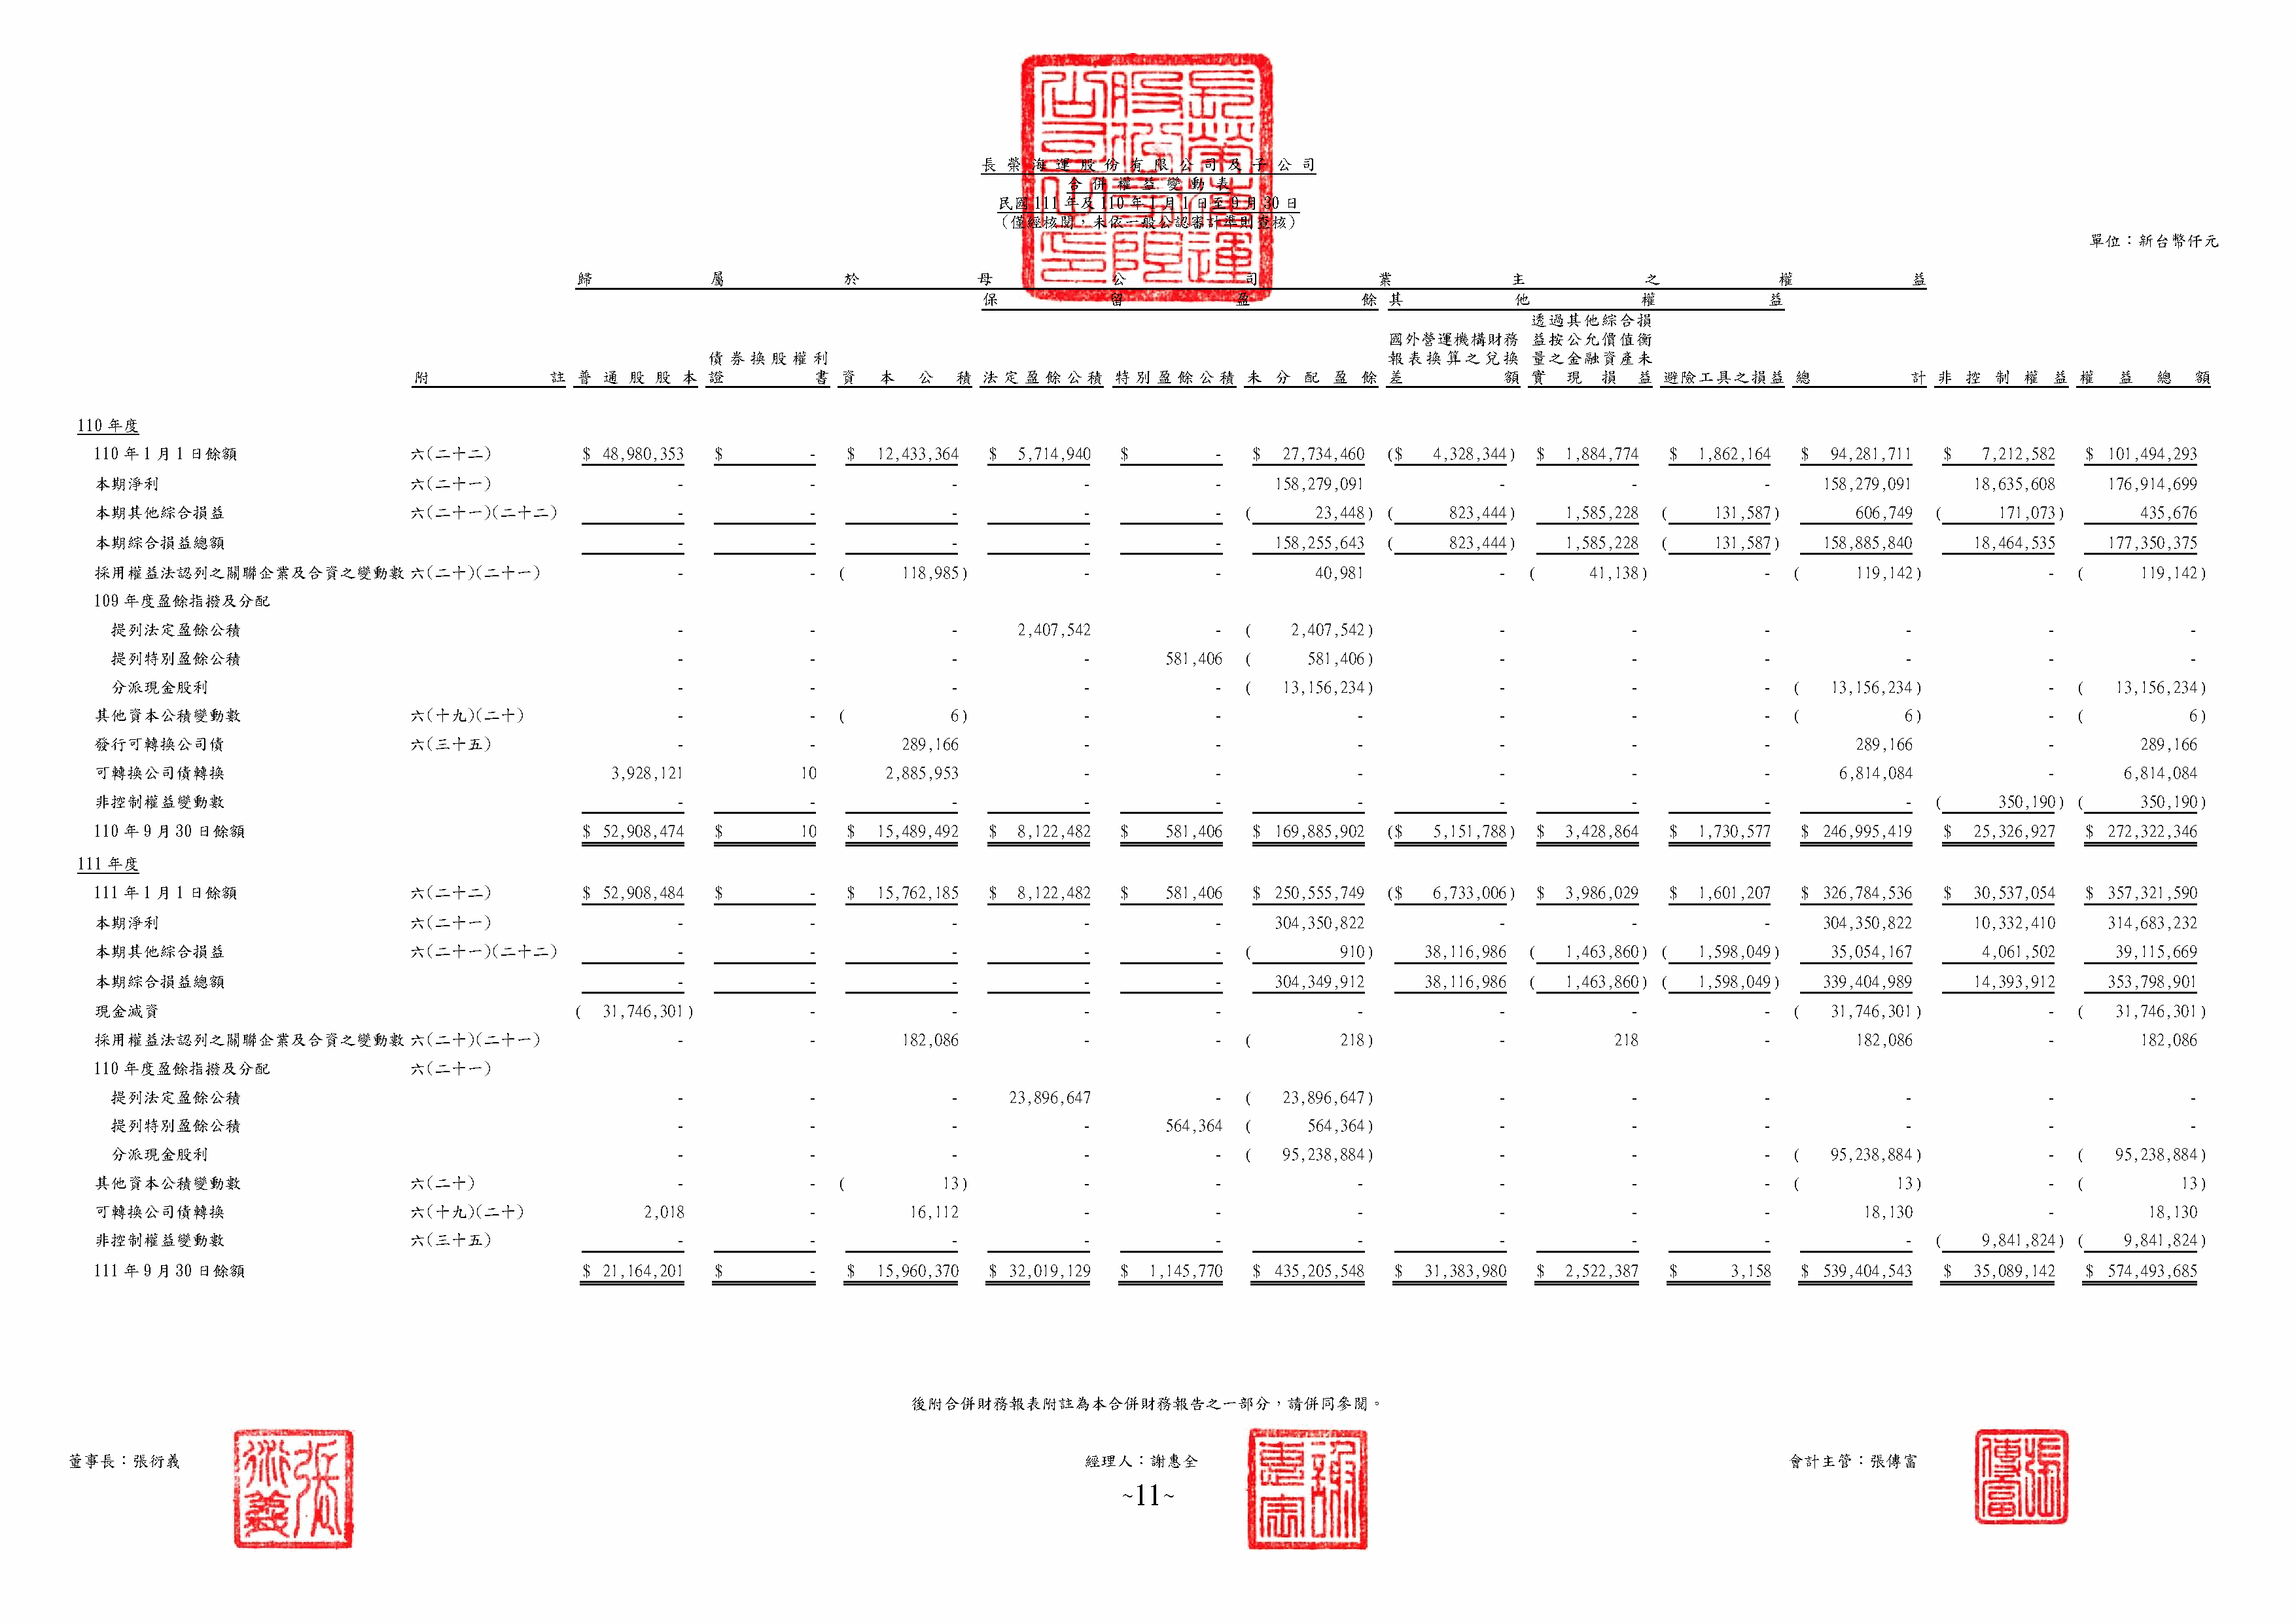 長榮海運股份有限公司及子公司
合併權益變動表
民國111年及110年1月1日至9月30日
(僅經核閱，未依一般公認審計準則查核)
單位：新台幣仟元
歸屬於母公司業主之權益
保留盈餘 其他權益
透過其他綜合損
國外營運機構財務 益按公允價值衡
債券換股權利 報表換算之兌換 量之金融資產未
附註 普通股股本 證書 資本公積 法定盈餘公積 特別盈餘公積 未分配盈餘 差額 實現損益 避險工具之損益 總計 非控制權益 權益總額
110年度
110年1月1日餘額 六(二十二) $ 48,980,353 $ - $ 12,433,364 $ 5,714,940 $ - $ 27,734,460 ($ 4,328,344) $ 1,884,774 $ 1,862,164 $ 94,281,711 $ 7,212,582 $ 101,494,293
本期淨利 六(二十一) - - - - - 158,279,091 - - - 158,279,091 18,635,608 176,914,699
本期其他綜合損益 六(二十一)(二十二) - - - - - ( 23,448) ( 823,444) 1,585,228 ( 131,587) 606,749 ( 171,073) 435,676
本期綜合損益總額 - - - - - 158,255,643 ( 823,444) 1,585,228 ( 131,587) 158,885,840 18,464,535 177,350,375
採用權益法認列之關聯企業及合資之變動數 六(二十)(二十一) - - ( 118,985) - - 40,981 - ( 41,138) - ( 119,142) - ( 119,142)
109年度盈餘指撥及分配
提列法定盈餘公積 - - - 2,407,542 - ( 2,407,542) - - - - - -
提列特別盈餘公積 - - - - 581,406 ( 581,406) - - - - - -
分派現金股利 - - - - - ( 13,156,234) - - - ( 13,156,234) - ( 13,156,234)
其他資本公積變動數 六(十九)(二十) - - ( 6) - - - - - - ( 6) - ( 6)
發行可轉換公司債 六(三十五) - - 289,166 - - - - - - 289,166 - 289,166
可轉換公司債轉換 3,928,121 10 2,885,953 - - - - - - 6,814,084 - 6,814,084
非控制權益變動數 - - - - - - - - - - ( 350,190) ( 350,190)
110年9月30日餘額 $ 52,908,474 $ 10 $ 15,489,492 $ 8,122,482 $ 581,406 $ 169,885,902 ($ 5,151,788) $ 3,428,864 $ 1,730,577 $ 246,995,419 $ 25,326,927 $ 272,322,346
111年度
111年1月1日餘額 六(二十二) $ 52,908,484 $ - $ 15,762,185 $ 8,122,482 $ 581,406 $ 250,555,749 ($ 6,733,006) $ 3,986,029 $ 1,601,207 $ 326,784,536 $ 30,537,054 $ 357,321,590
本期淨利 六(二十一) - - - - - 304,350,822 - - - 304,350,822 10,332,410 314,683,232
本期其他綜合損益 六(二十一)(二十二) - - - - - ( 910) 38,116,986 ( 1,463,860) ( 1,598,049) 35,054,167 4,061,502 39,115,669
本期綜合損益總額 - - - - - 304,349,912 38,116,986 ( 1,463,860) ( 1,598,049) 339,404,989 14,393,912 353,798,901
現金減資 ( 31,746,301) - - - - - - - - ( 31,746,301) - ( 31,746,301)
採用權益法認列之關聯企業及合資之變動數 六(二十)(二十一) - - 182,086 - - ( 218) - 218 - 182,086 - 182,086
110年度盈餘指撥及分配 六(二十一)
提列法定盈餘公積 - - - 23,896,647 - ( 23,896,647) - - - - - -
提列特別盈餘公積 - - - - 564,364 ( 564,364) - - - - - -
分派現金股利 - - - - - ( 95,238,884) - - - ( 95,238,884) - ( 95,238,884)
其他資本公積變動數 六(二十) - - ( 13) - - - - - - ( 13) - ( 13)
可轉換公司債轉換 六(十九)(二十) 2,018 - 16,112 - - - - - - 18,130 - 18,130
非控制權益變動數 六(三十五) - - - - - - - - - - ( 9,841,824) ( 9,841,824)
111年9月30日餘額 $ 21,164,201 $ - $ 15,960,370 $ 32,019,129 $ 1,145,770 $ 435,205,548 $ 31,383,980 $ 2,522,387 $ 3,158 $ 539,404,543 $ 35,089,142 $ 574,493,685
後附合併財務報表附註為本合併財務報告之一部分，請併同參閱。
董事長：張衍義 經理人：謝惠全 會計主管：張傳富
張衍義
謝惠全
張傳富
~11~